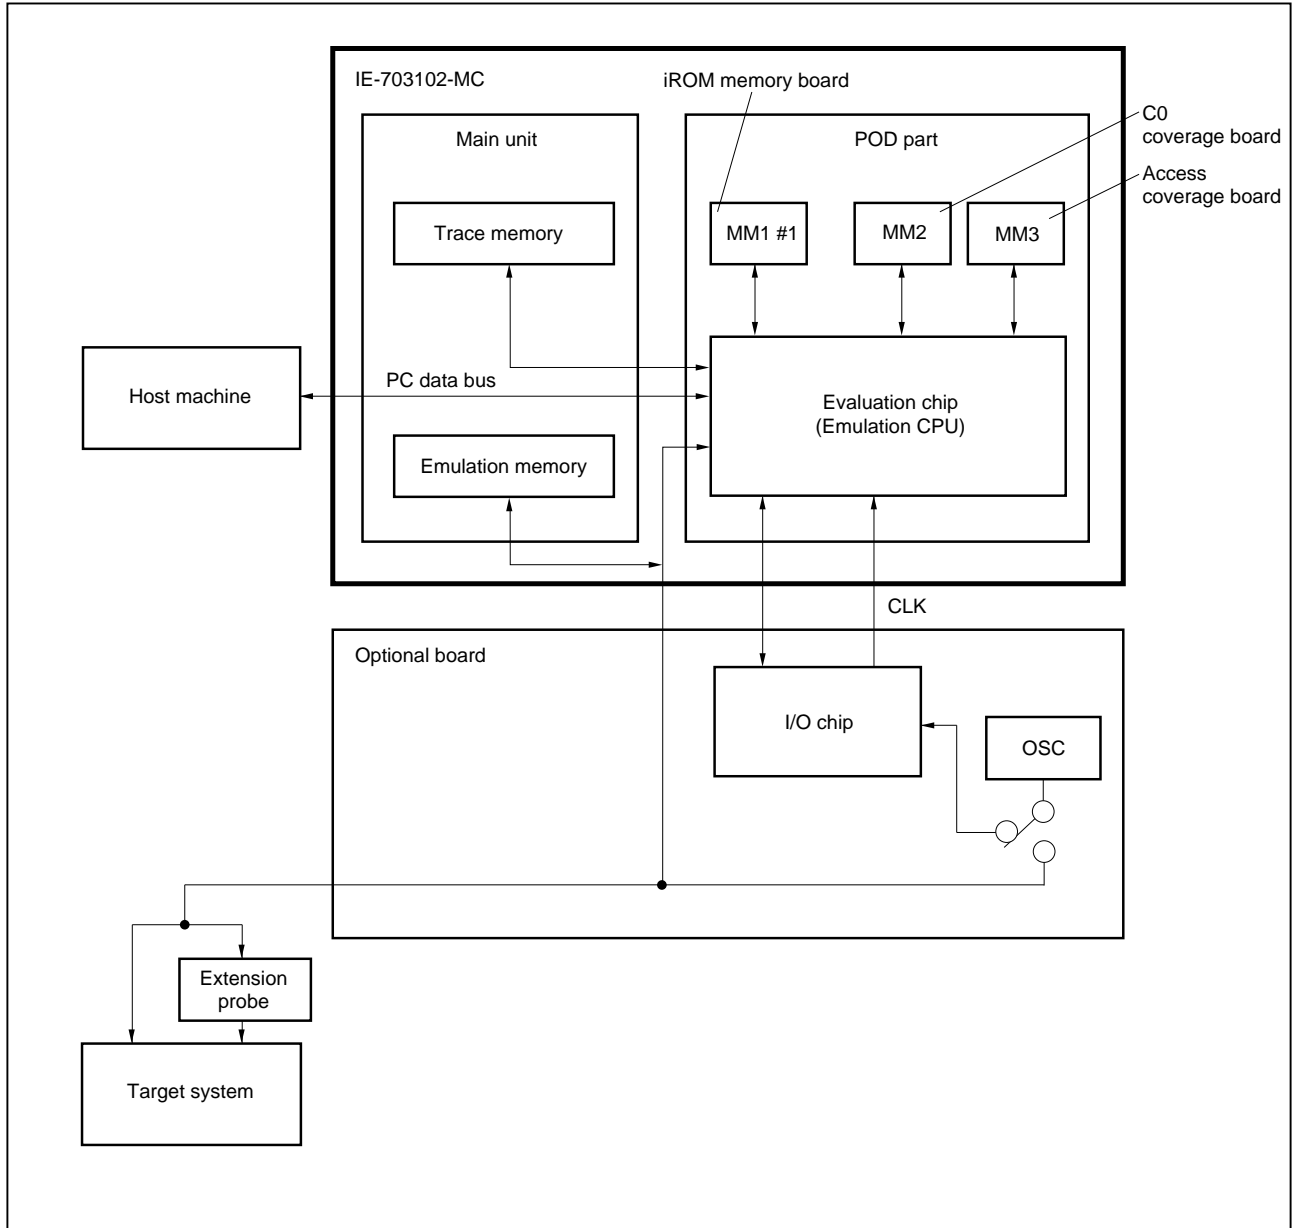 IE-703102-MC
iROM memory board
Main unit
POD part
C0
coverage board
Access
coverage board
Trace memory
MM1 #1
MM2
MM3
Host machine
PC data bus
Evaluation chip
(Emulation CPU)
Emulation memory
CLK
Optional board
I/O chip
OSC
Extension
probe
Target system